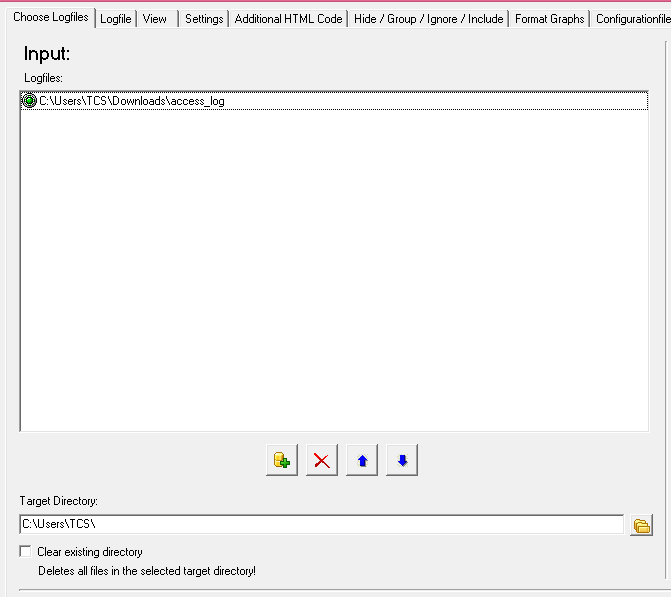 Choose Logfiles Logfile View Settings Additional HTML Code Hide / Group / Ignore / Include Format Graphs Configurationfile
Input:
Logfiles:
C:\Users\TCS\Downloads\access_log
Target Directory:
C:\Users\TCS\
Clear existing directory
Deletes all files in the selected target directory!